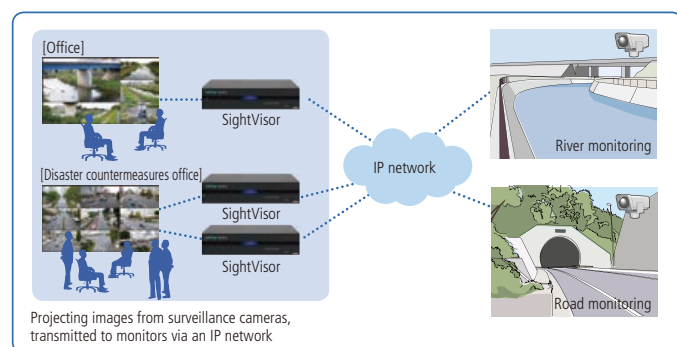 [Office]
SightVisor
[Disaster countermeasures office]
SightVisor
SightVisor
IP network
River monitoring
Road monitoring
Projecting images from surveillance cameras,
transmitted to monitors via an IP network